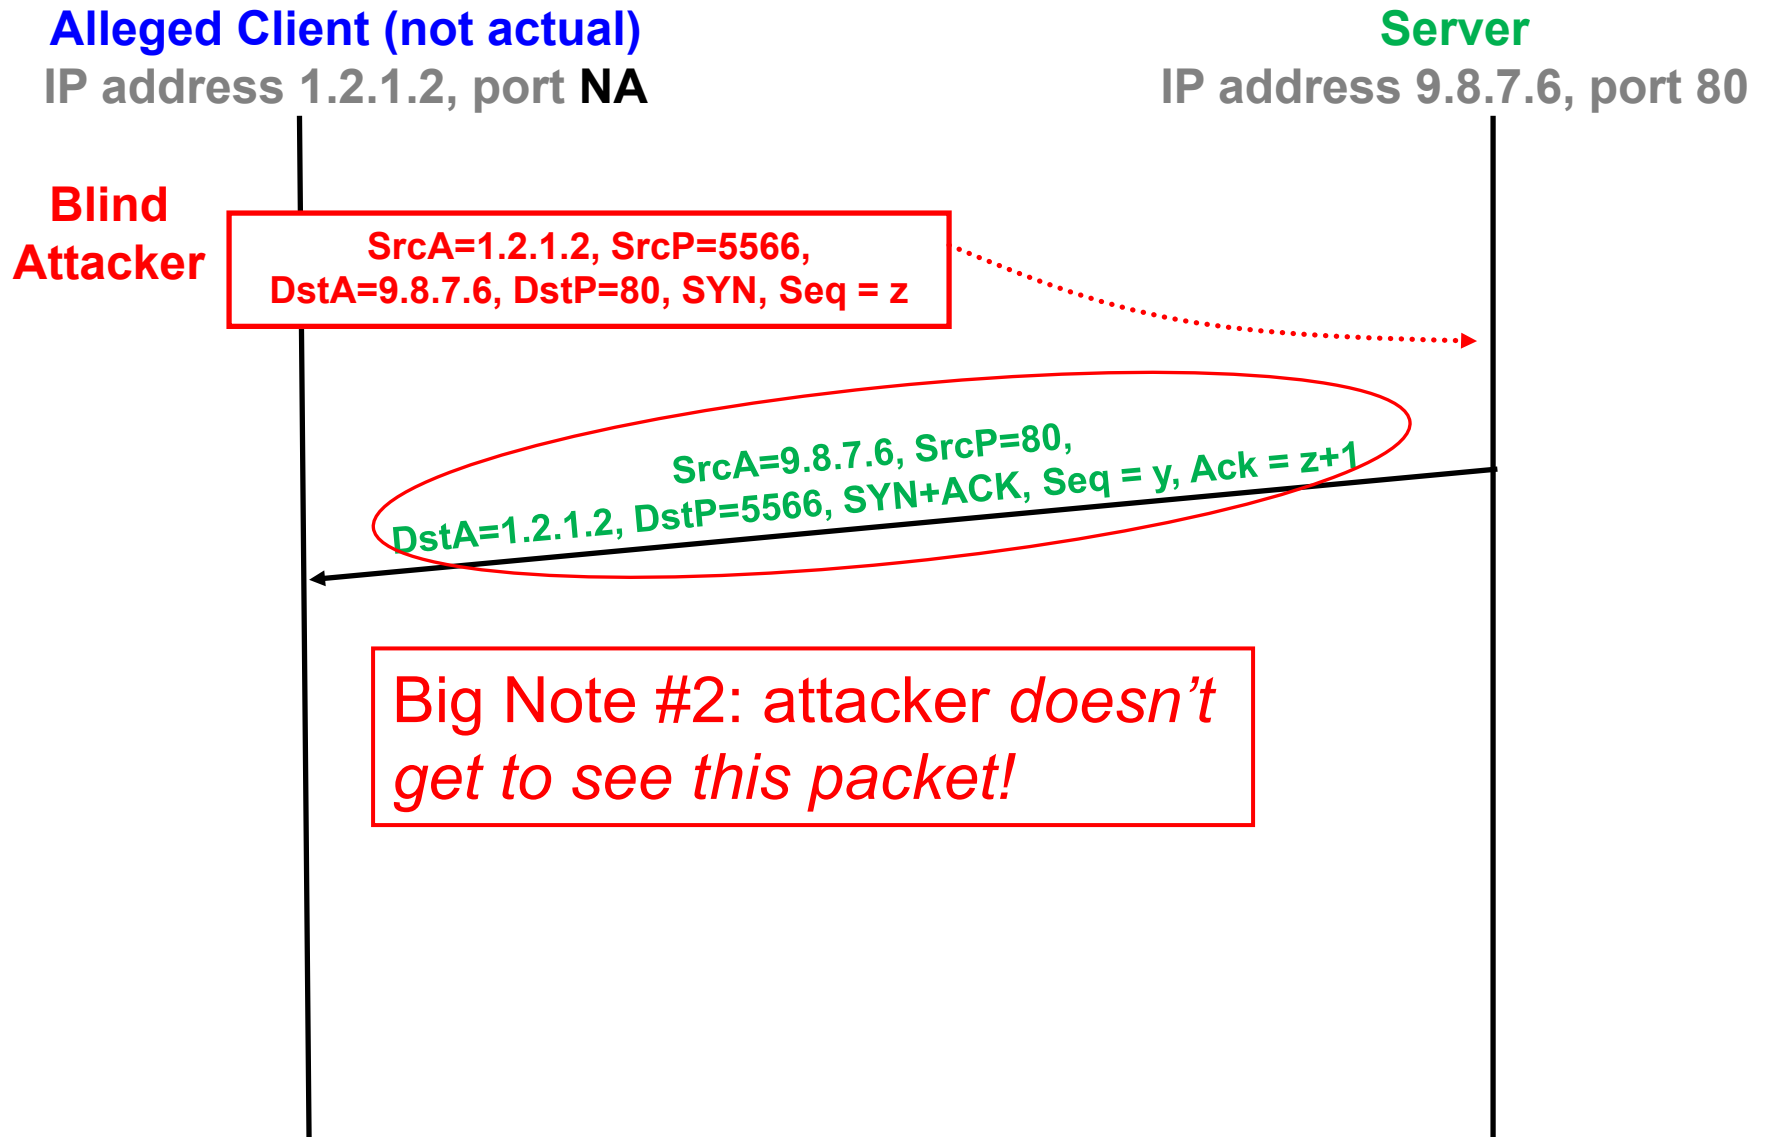 Alleged Client (not actual)
IP address 1.2.1.2, port NA
Server
IP address 9.8.7.6, port 80
Blind
Attacker
SrcA=1.2.1.2, SrcP=5566,
DstA=9.8.7.6, DstP=80, SYN, Seq = z
SrcA=9.8.7.6, SrcP=80,
DstA=1.2.1.2, DstP=5566, SYN+ACK, Seq = y, Ack = z+1
Big Note #2: attacker doesn’t
get to see this packet!